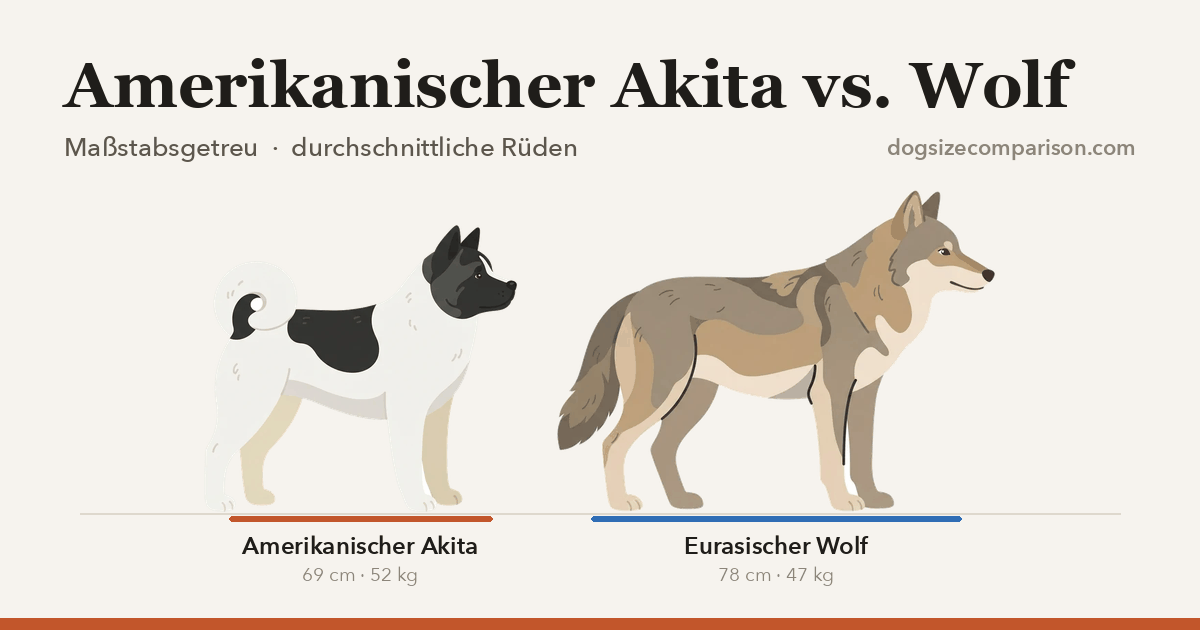 Amerikanischer Akita vs. Wolf
Maßstabsgetreu · durchschnittliche Rüden
dogsizecomparison.com
Amerikanischer Akita
69 cm · 52 kg
Eurasischer Wolf
78 cm · 47 kg